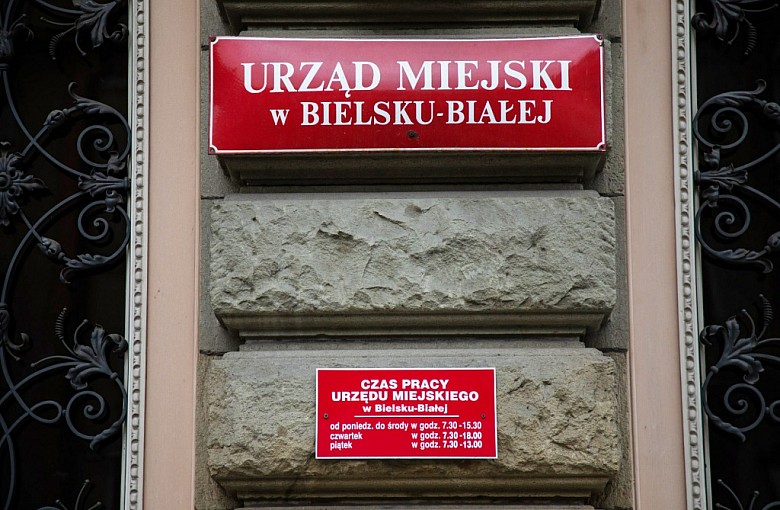 URZĄD MIEJSKI
w BIELSKU-BIAŁEJ
CZAS PRACY
URZĘDU MIEJSKIEGO
w Bielsku-Białej
od poniedz. do środy w godz. 7.30-15.30
czwartek w godz. 7.30-18.00
piątek w godz. 7.30-13.00